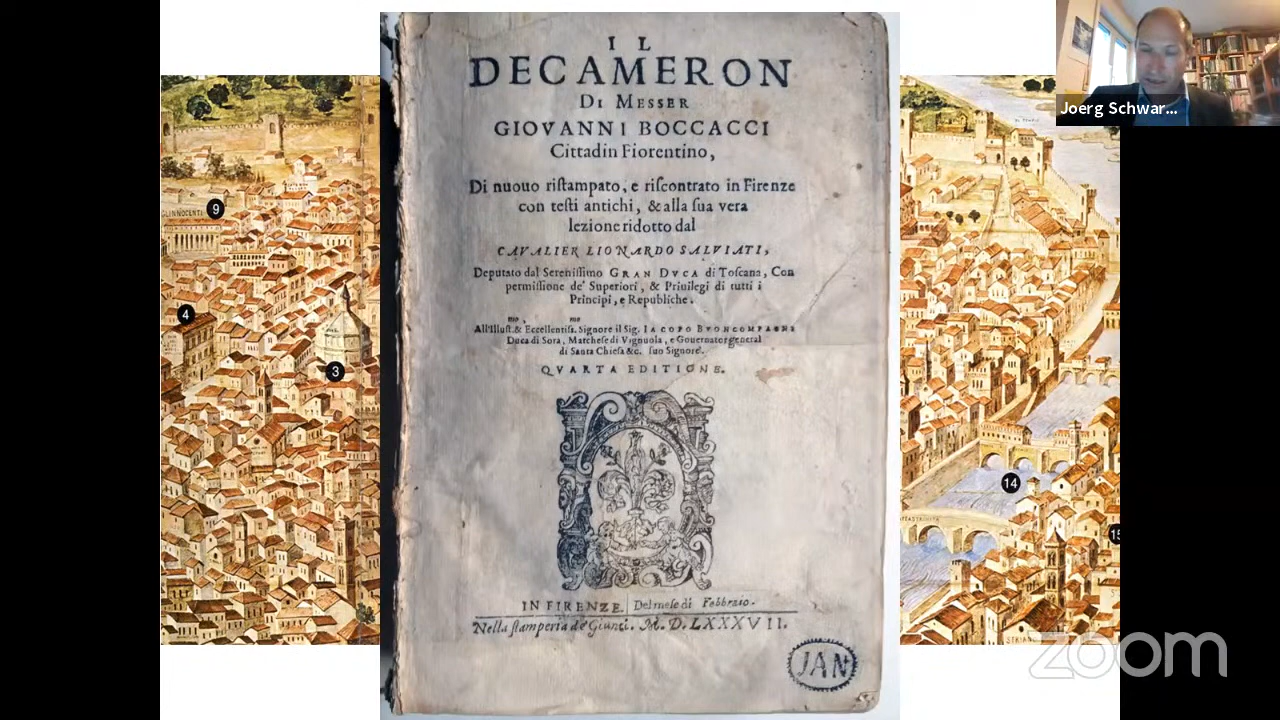 IL
DECAMERON
DI MESSER
GIOVANNI BOCCACCI
Cittadin Fiorentino,
Di nuouo riſtampato, e riſcontrato in Firenze
con teſti antichi, & alla ſua vera
lezione ridotto dal
CAVALIER LIONARDO SALVIATI,
Deputato dal Sereniſſimo GRAN DVCA di Toſcana, Con
permiſſione de' Superiori, & Priuilegi di tutti i
Principi, e Republiche.
All'Illuſt.mo & Eccellentiſs.mo Signore il Sig. IACOPO BVONCOMPAGNI
Duca di Sora, Marcheſe di Vignuola, e Gouernator general
di Santa Chieſa &c. ſuo Signore.
QVARTA EDITIONE.
IN FIRENZE. Del meſe di Febbraio.
Nella ſtamperia de' Giunti. M. D. LXXXVII.
JAN
9
4
3
14
15
Joerg Schwar...
zoom